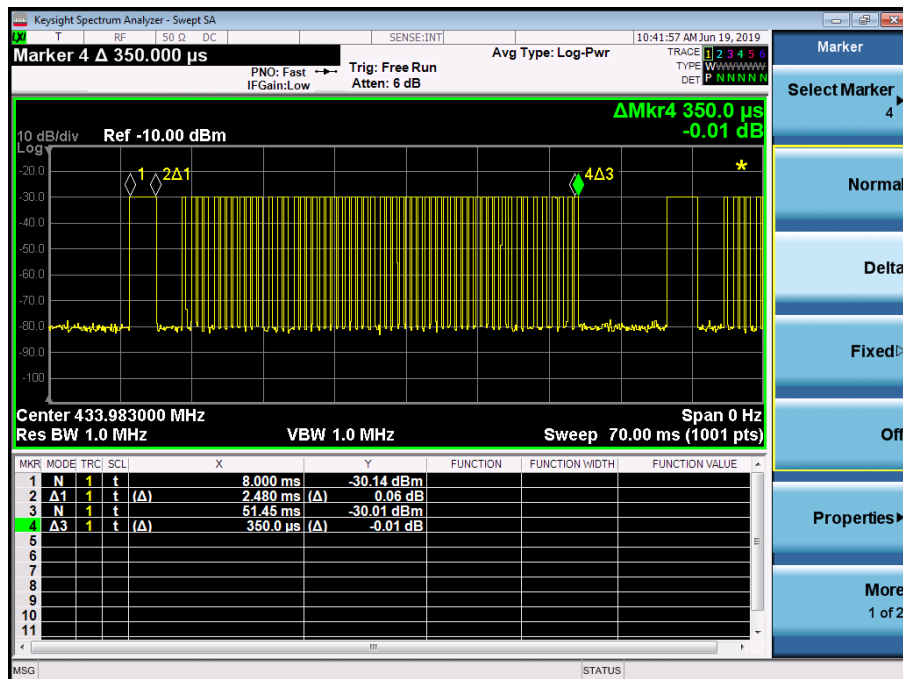 Keysight Spectrum Analyzer - Swept SA
LXI T RF 50 Ω DC SENSE:INT 10:41:57 AM Jun 19, 2019
Marker 4 Δ 350.000 µs
PNO: Fast
IFGain:Low
Trig: Free Run
Atten: 6 dB
Avg Type: Log-Pwr
TRACE 1 2 3 4 5 6
TYPE WWWWWW
DET P N N N N N
ΔMkr4 350.0 µs
-0.01 dB
10 dB/div Ref -10.00 dBm
Log
-20.0
-30.0
-40.0
-50.0
-60.0
-70.0
-80.0
-90.0
-100
1
2Δ1
4Δ3
*
Center 433.983000 MHz Span 0 Hz
Res BW 1.0 MHz VBW 1.0 MHz Sweep 70.00 ms (1001 pts)
MKR MODE TRC SCL X Y FUNCTION FUNCTION WIDTH FUNCTION VALUE
1 N 1 t 8.000 ms -30.14 dBm
2 Δ1 1 t (Δ) 2.480 ms (Δ) 0.06 dB
3 N 1 t 51.45 ms -30.01 dBm
4 Δ3 1 t (Δ) 350.0 µs (Δ) -0.01 dB
5
6
7
8
9
10
11
MSG STATUS
Marker
Select Marker
4
Normal
Delta
Fixed
Off
Properties
More
1 of 2